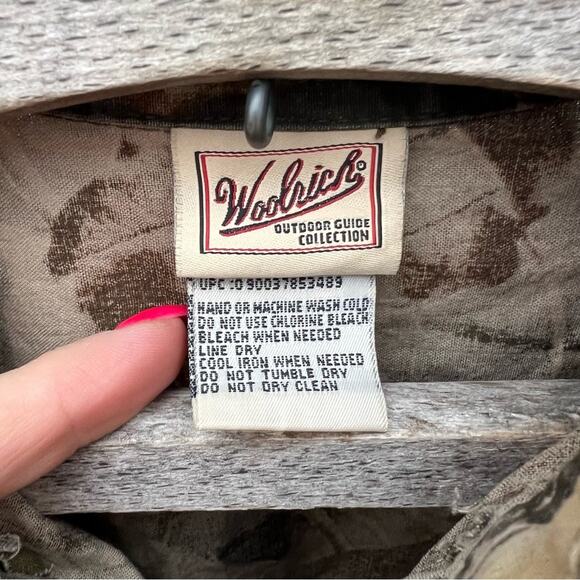 Woolrich®
OUTDOOR GUIDE
COLLECTION
UPC :0 90037853489
HAND OR MACHINE WASH COLD
DO NOT USE CHLORINE BLEACH
BLEACH WHEN NEEDED
LINE DRY
COOL IRON WHEN NEEDED
DO NOT TUMBLE DRY
DO NOT DRY CLEAN